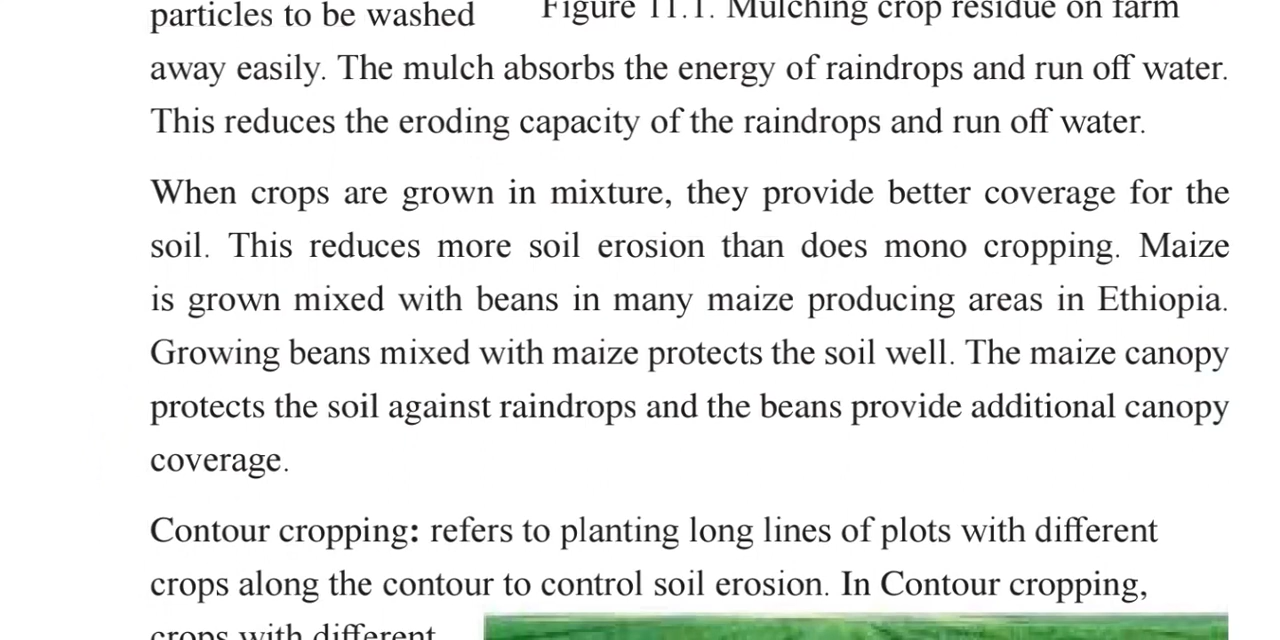 particles to be washed
Figure 11.1. Mulching crop residue on farm
away easily. The mulch absorbs the energy of raindrops and run off water.
This reduces the eroding capacity of the raindrops and run off water.
When crops are grown in mixture, they provide better coverage for the
soil. This reduces more soil erosion than does mono cropping. Maize
is grown mixed with beans in many maize producing areas in Ethiopia.
Growing beans mixed with maize protects the soil well. The maize canopy
protects the soil against raindrops and the beans provide additional canopy
coverage.
Contour cropping: refers to planting long lines of plots with different
crops along the contour to control soil erosion. In Contour cropping,
crops with different